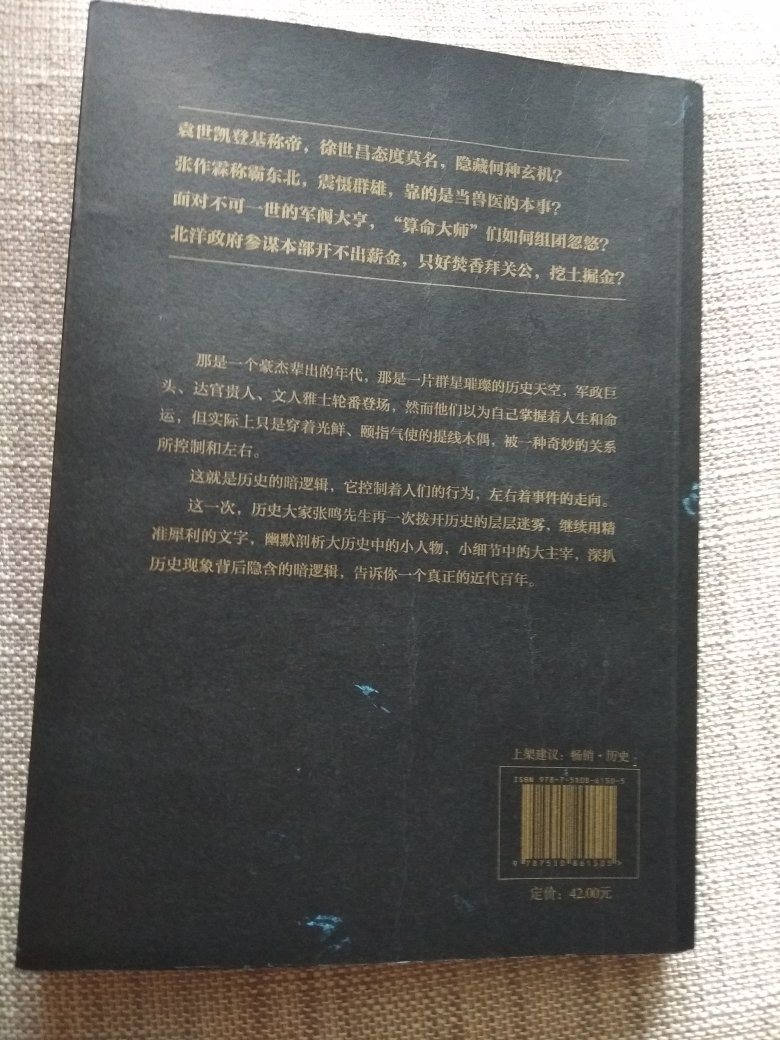 袁世凯登基称帝，徐世昌态度莫名，隐藏何种玄机？
张作霖称霸东北，震慑群雄，靠的是当兽医的本事？
面对不可一世的军阀大亨，“算命大师”们如何组团忽悠？
北洋政府参谋本部开不出薪金，只好焚香拜关公，挖土掘金？
那是一个豪杰辈出的年代，那是一片群星璀璨的历史天空，军政巨
头、达官贵人、文人雅士轮番登场，然而他们以为自己掌握着人生和命
运，但实际上只是穿着光鲜、颐指气使的提线木偶，被一种奇妙的关系
所控制和左右。
这就是历史的暗逻辑，它控制着人们的行为，左右着事件的走向。
这一次，历史大家张鸣先生再一次拨开历史的层层迷雾、继续用精
准犀利的文字，幽默剖析大历史中的小人物，小细节中的大主宰，深扒
历史现象背后隐含的暗逻辑，告诉你一个真正的近代百年。
上架建议：畅销·历史
ISBN 978-7-5108-6150-5
9 787510 861505 >
定价：42.00元